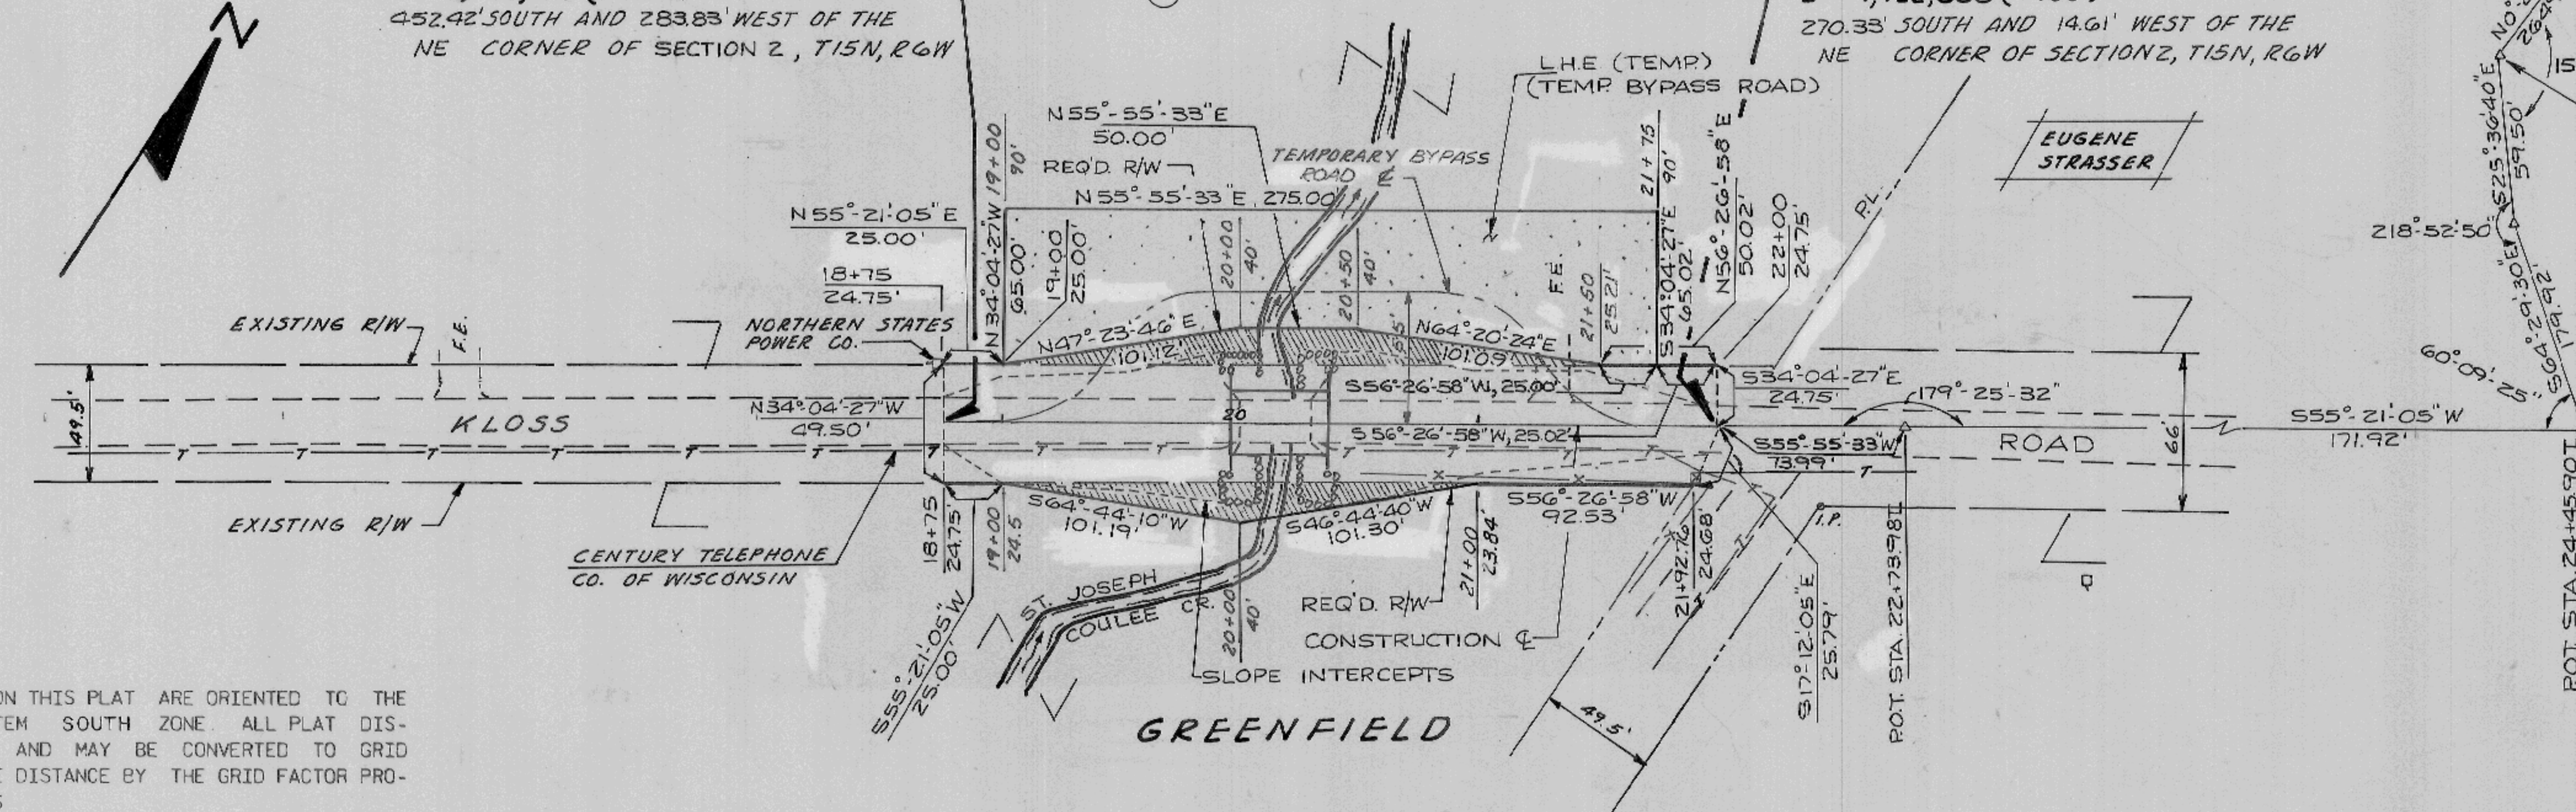 452.42' SOUTH AND 283.83' WEST OF THE
NE CORNER OF SECTION 2, T15N, R6W
270.33' SOUTH AND 14.61' WEST OF THE
NE CORNER OF SECTION 2, T15N, R6W
N
L.H.E (TEMP.)
(TEMP. BYPASS ROAD)
N55°-55'-33"E
50.00'
REQ'D. R/W
TEMPORARY BYPASS
ROAD ℄
N55°-55'-33"E, 275.00'
EUGENE
STRASSER
19+00
90'
21+75
90'
N34°-04'-27"W
65.00'
19+00
25.00'
N55°-21'-05"E
25.00'
18+75
24.75'
20+00
40'
20+50
40'
F.E.
21+50
25.21'
S34°-04'-27"E
65.02'
N56°-26'-58"E
50.02'
22+00
24.75'
P.L.
S25°-36'-40"E
59.50'
218°-52'-50"
S64°-29'-30"E
179.92'
60°-09'-25"
EXISTING R/W
F.E.
NORTHERN STATES
POWER CO.
N47°-23'-46"E
101.12'
N64°-20'-24"E
101.09'
S56°-26'-58"W, 25.00'
S34°-04'-27"E
24.75'
179°-25'-32"
49.5'
KLOSS
N34°-04'-27"W
49.50'
20
S56°-26'-58"W, 25.02'
S55°-55'-33"W
73.99'
ROAD
66'
S55°-21'-05"W
171.92'
T T T T T T T T T T T T T
EXISTING R/W
CENTURY TELEPHONE
CO. OF WISCONSIN
18+75
24.75'
19+00
24.5
S64°-44'-10"W
101.19'
S46°-44'-40"W
101.30'
21+00
23.84'
S56°-26'-58"W
92.53'
21+92.76
24.68'
I.P.
S55°-21'-05"W
25.00'
ST. JOSEPH
COULEE CR.
20+00
40'
REQ'D. R/W
CONSTRUCTION ℄
SLOPE INTERCEPTS
S17°-12'-05"E
25.79'
P.O.T. STA. 22+73.98
P.O.T. STA. 24+45.90
GREENFIELD
49.5'
ON THIS PLAT ARE ORIENTED TO THE
TEM SOUTH ZONE. ALL PLAT DIS-
AND MAY BE CONVERTED TO GRID
E DISTANCE BY THE GRID FACTOR PRO-